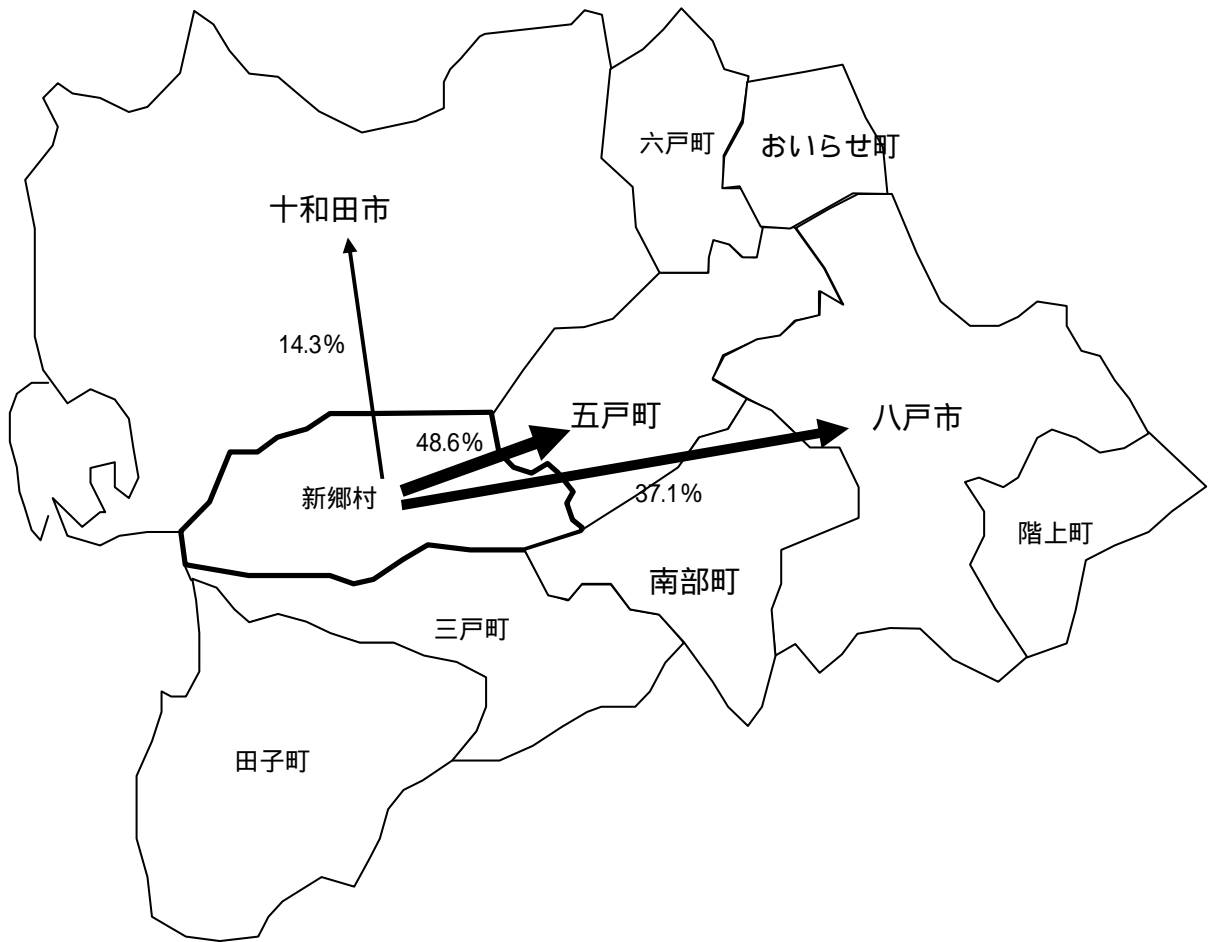 六戸町
おいらせ町
十和田市
14.3%
五戸町
八戸市
48.6%
新郷村
37.1%
階上町
南部町
三戸町
田子町